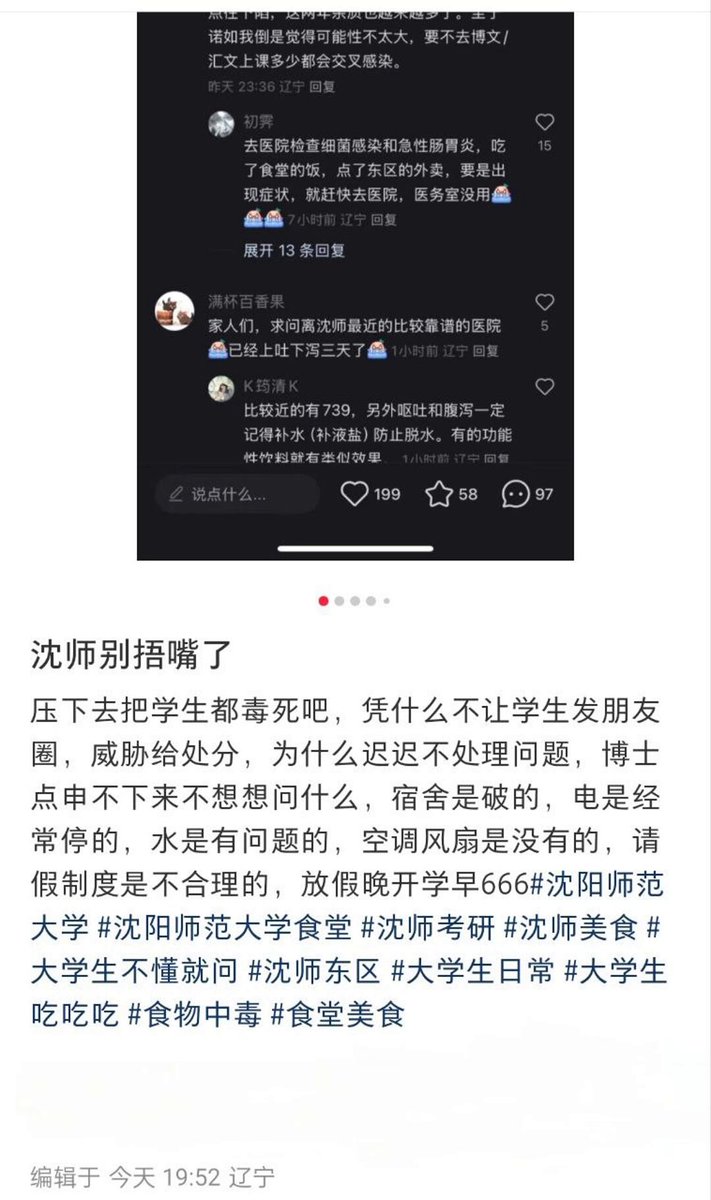 点往下陷，这两年杂质也越来越多了。至于
诺如我倒是觉得可能性不太大，要不去博文/
汇文上课多少都会交叉感染。
昨天 23:36 辽宁 回复
初霁
去医院检查细菌感染和急性肠胃炎，吃
15
了食堂的饭，点了东区的外卖，要是出
现症状，就赶快去医院，医务室没用
7小时前 辽宁 回复
展开 13 条回复
满杯百香果
家人们，求问离沈师最近的比较靠谱的医院
5
已经上吐下泻三天了 1小时前 辽宁 回复
K筠清K
比较近的有739，另外呕吐和腹泻一定
记得补水（补液盐）防止脱水。有的功能
性饮料就有类似效果。 1小时前 辽宁 回复
说点什么... 199 58 97
沈师别捂嘴了
压下去把学生都毒死吧，凭什么不让学生发朋友
圈，威胁给处分，为什么迟迟不处理问题，博士
点申不下来不想想问什么，宿舍是破的，电是经
常停的，水是有问题的，空调风扇是没有的，请
假制度是不合理的，放假晚开学早666#沈阳师范
大学 #沈阳师范大学食堂 #沈师考研 #沈师美食 #
大学生不懂就问 #沈师东区 #大学生日常 #大学生
吃吃吃 #食物中毒 #食堂美食
编辑于 今天 19:52 辽宁